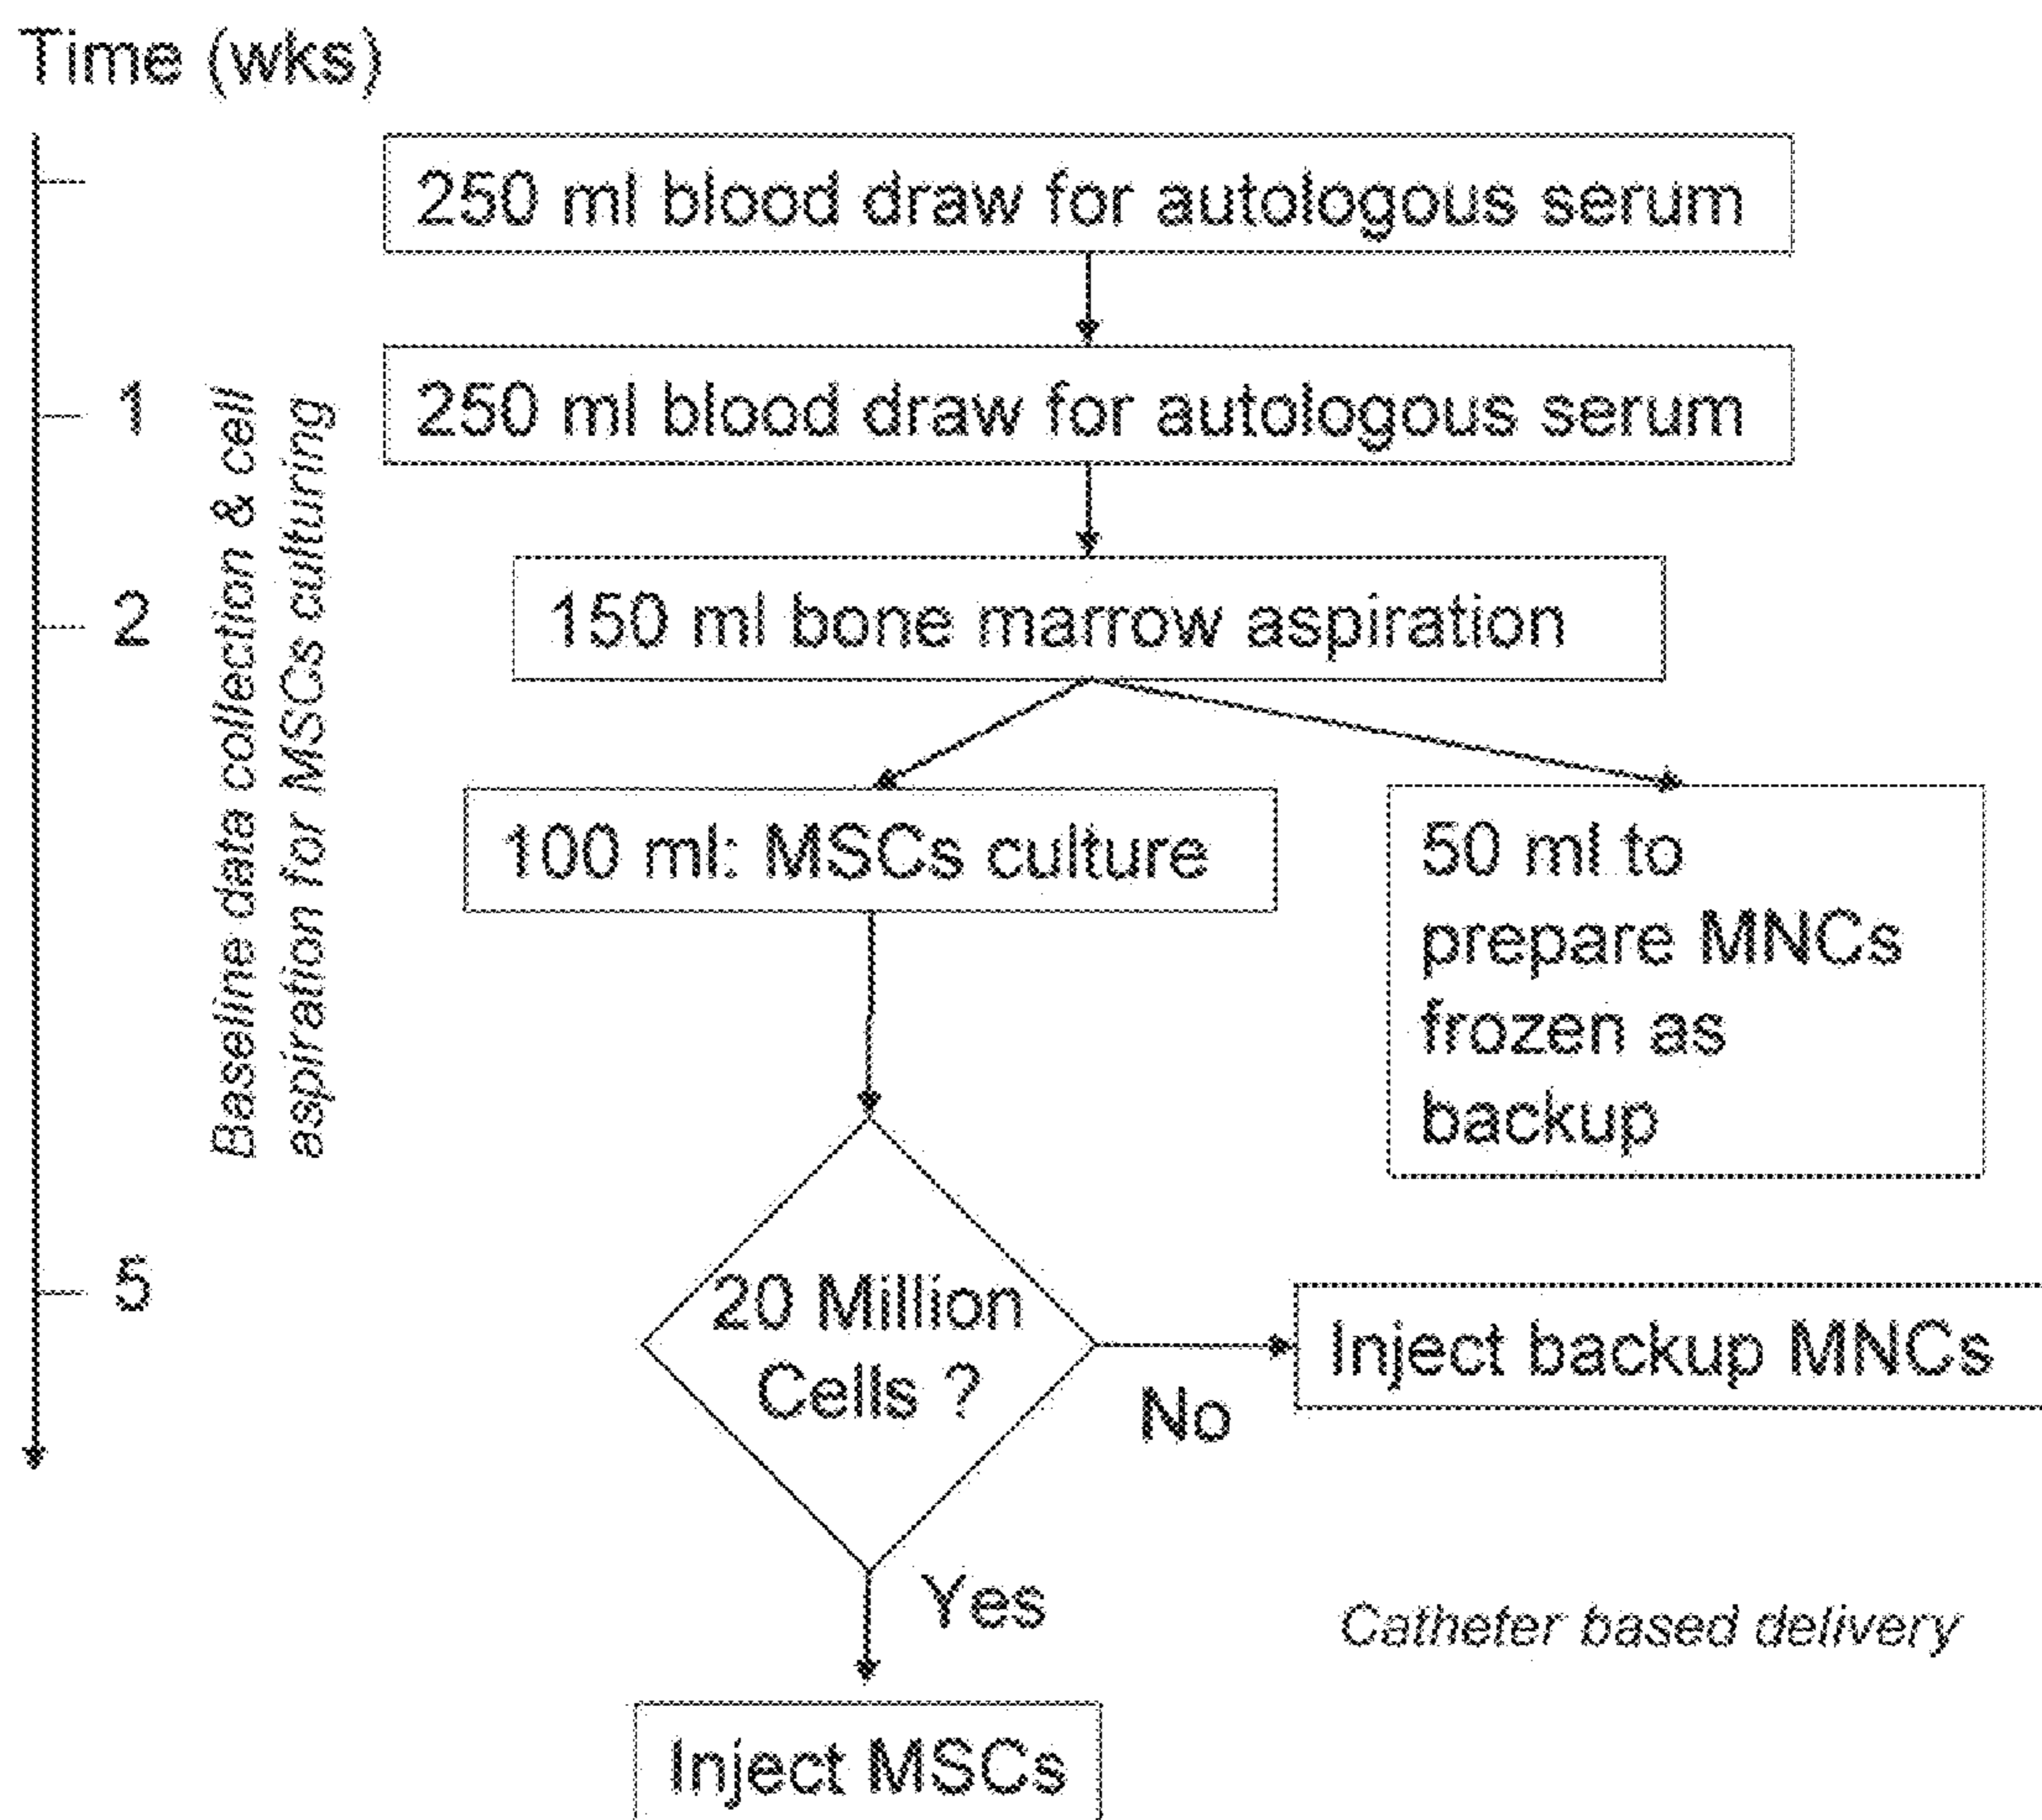 Time (wks)
250 ml blood draw for autologous serum
1
250 ml blood draw for autologous serum
2
150 ml bone marrow aspiration
Baseline data collection & cell
aspiration for MSCs culturing
100 ml: MSCs culture
50 ml to
prepare MNCs
frozen as
backup
5
20 Million
Cells ?
No
Inject backup MNCs
Yes
Catheter based delivery
Inject MSCs